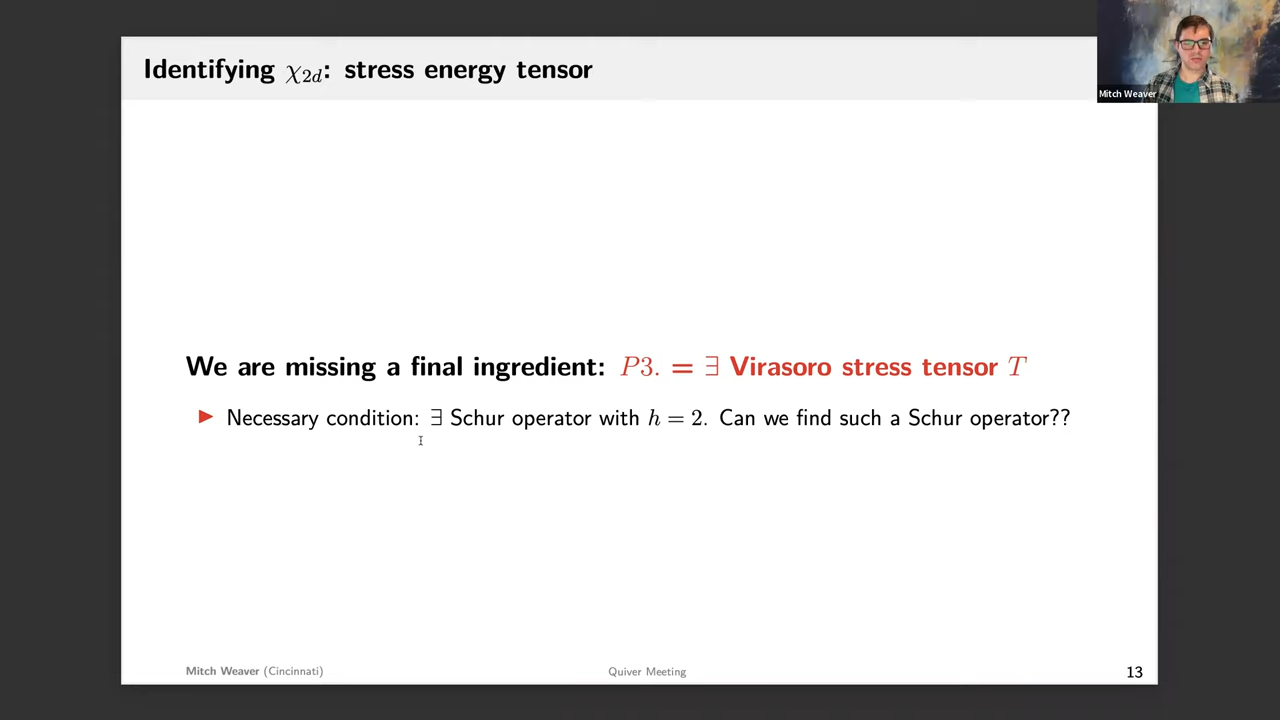 Identifying χ2d: stress energy tensor
Mitch Weaver
We are missing a final ingredient: P3. = ∃ Virasoro stress tensor T
▶ Necessary condition: ∃ Schur operator with h = 2. Can we find such a Schur operator??
Mitch Weaver (Cincinnati) Quiver Meeting 13